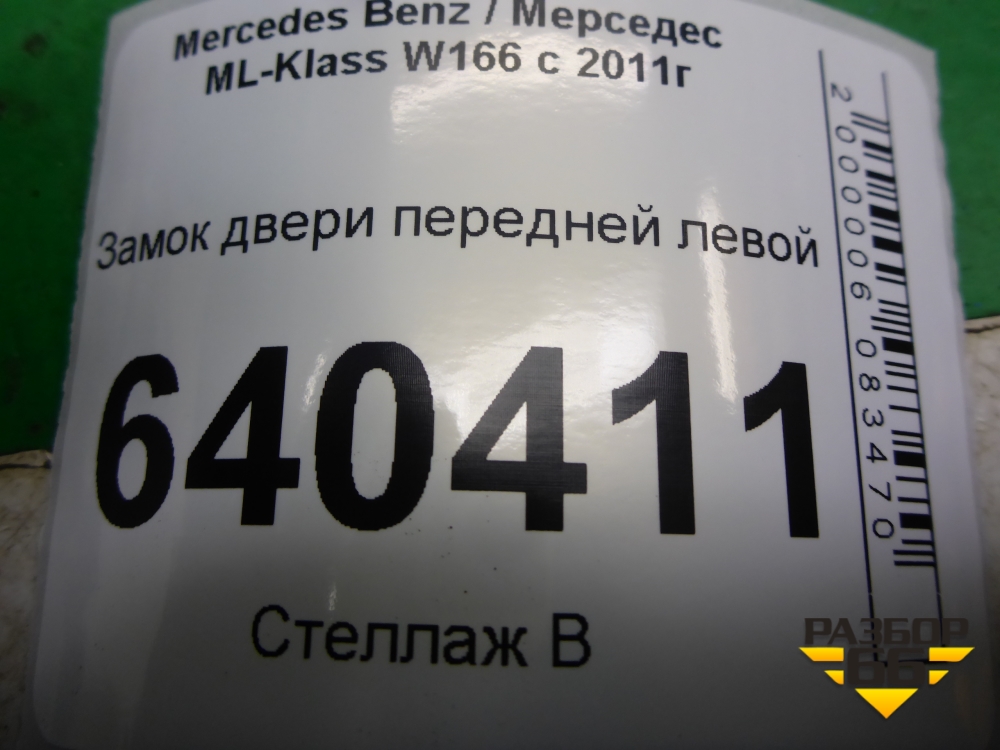 Mercedes Benz / Мерседес
ML-Klass W166 с 2011г
Замок двери передней левой
640411
Стеллаж В
2000006083470
РАЗБОР
66